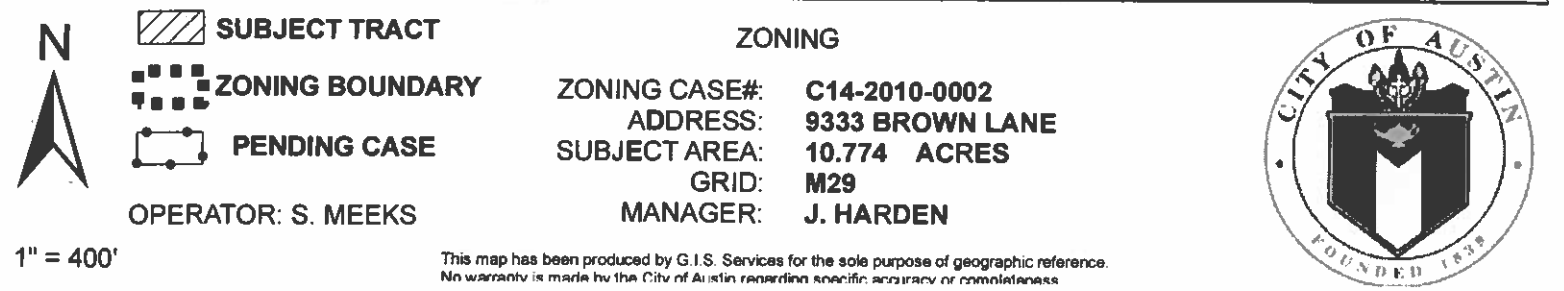 N
SUBJECT TRACT
ZONING BOUNDARY
PENDING CASE
OPERATOR: S. MEEKS
1" = 400'
ZONING
ZONING CASE#: C14-2010-0002
ADDRESS: 9333 BROWN LANE
SUBJECT AREA: 10.774 ACRES
GRID: M29
MANAGER: J. HARDEN
This map has been produced by G.I.S. Services for the sole purpose of geographic reference.
No warranty is made by the City of Austin regarding specific accuracy or completeness
CITY OF AUSTIN
FOUNDED 1839